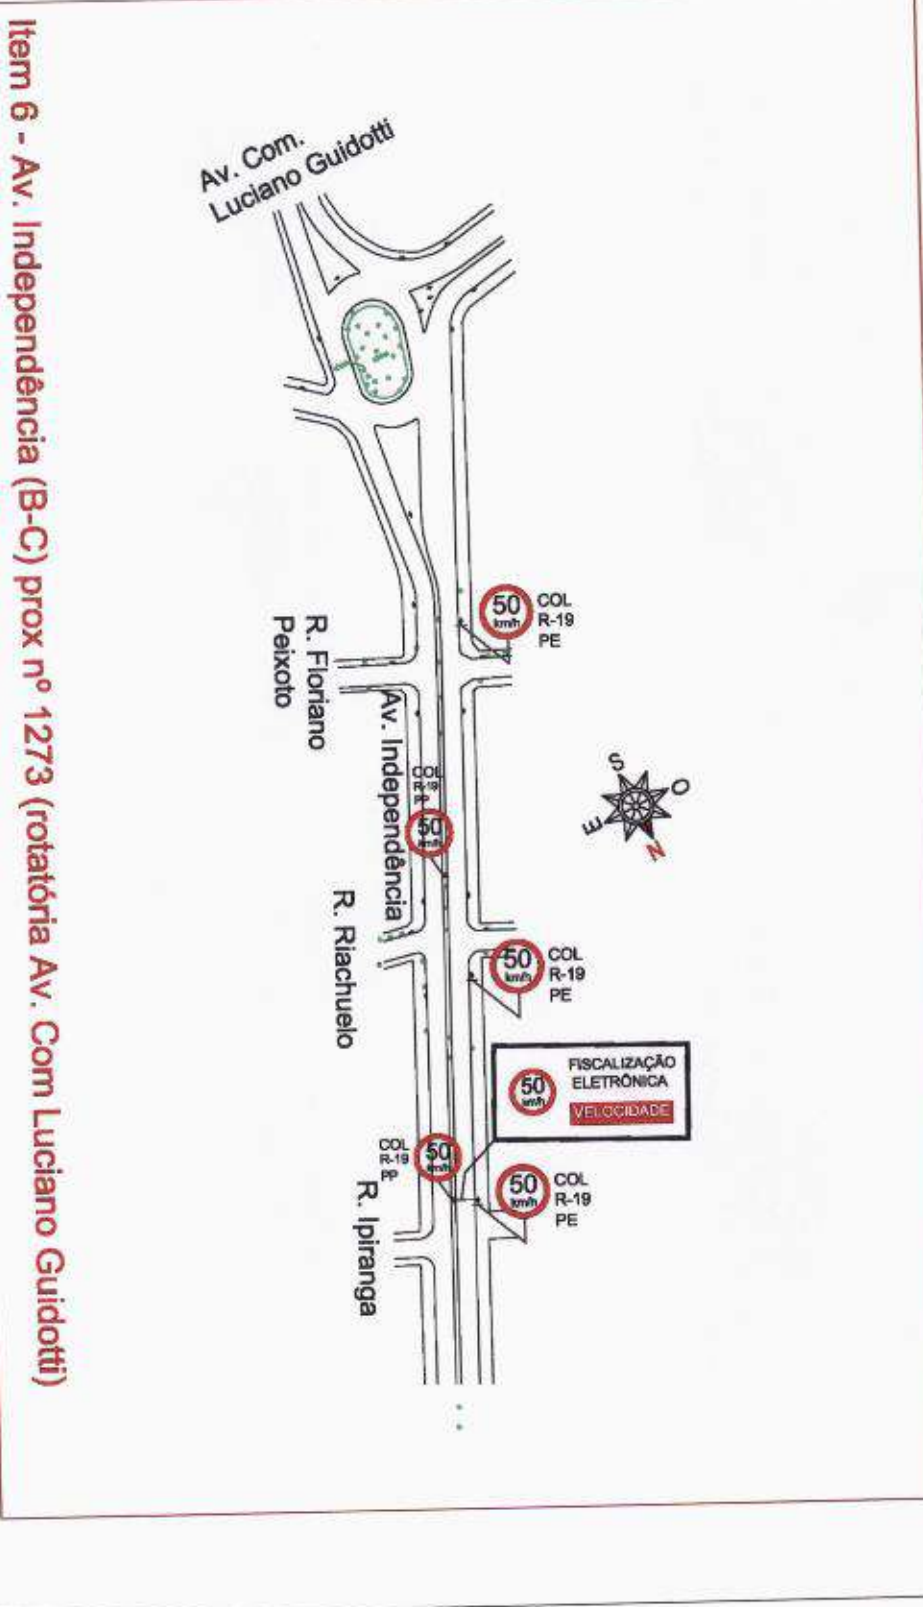 Item 6 - Av. Independência (B-C) prox nº 1273 (rotatória Av. Com Luciano Guidotti)
Av. Com.
Luciano Guidotti
50
km/h
COL
R-19
PE
R. Floriano
Peixoto
Av. Independência
COL
R-19
PP
50
km/h
S
O
E
N
R. Riachuelo
50
km/h
COL
R-19
PE
50
km/h
FISCALIZAÇÃO
ELETRÔNICA
VELOCIDADE
COL
R-19
PP
50
km/h
50
km/h
COL
R-19
PE
R. Ipiranga